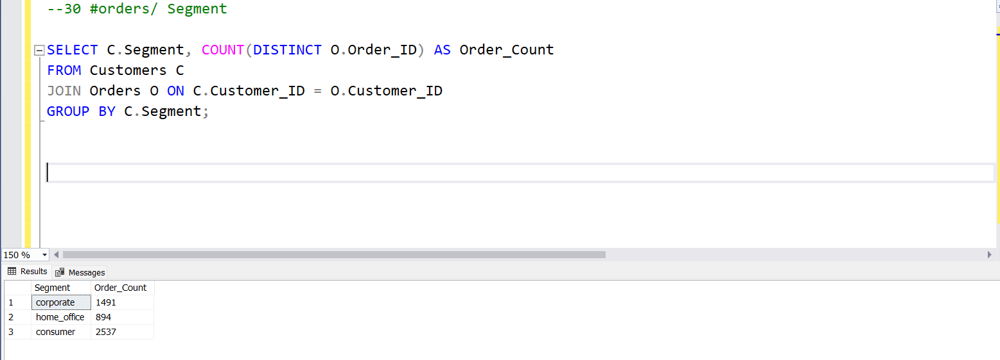 --30 #orders/ Segment
SELECT C.Segment, COUNT(DISTINCT O.Order_ID) AS Order_Count
FROM Customers C
JOIN Orders O ON C.Customer_ID = O.Customer_ID
GROUP BY C.Segment;
150 %
Results Messages
Segment Order_Count
1 corporate 1491
2 home_office 894
3 consumer 2537